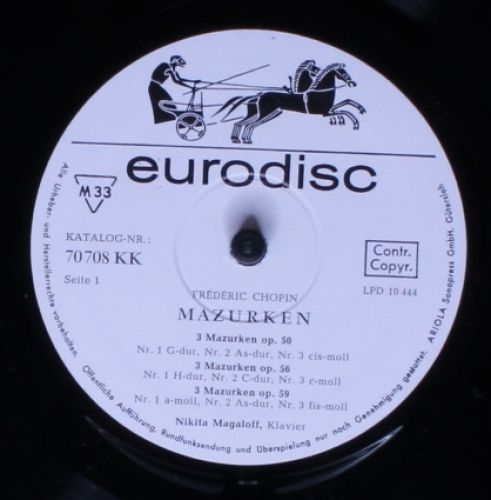 eurodisc
M 33
KATALOG-NR.:
70 708 KK
Seite 1
Contr.
Copyr.
LPD 10 444
FRÉDÉRIC CHOPIN
MAZURKEN
3 Mazurken op. 50
Nr. 1 G-dur, Nr. 2 As-dur, Nr. 3 cis-moll
3 Mazurken op. 56
Nr. 1 H-dur, Nr. 2 C-dur, Nr. 3 c-moll
3 Mazurken op. 59
Nr. 1 a-moll, Nr. 2 As-dur, Nr. 3 fis-moll
Nikita Magaloff, Klavier
Alle Urheber- und Herstellerrechte vorbehalten.
Öffentliche Aufführung, Rundfunksendung und Überspielung nur nach Genehmigung gestattet.
ARIOLA Sonopress GmbH. Gütersloh